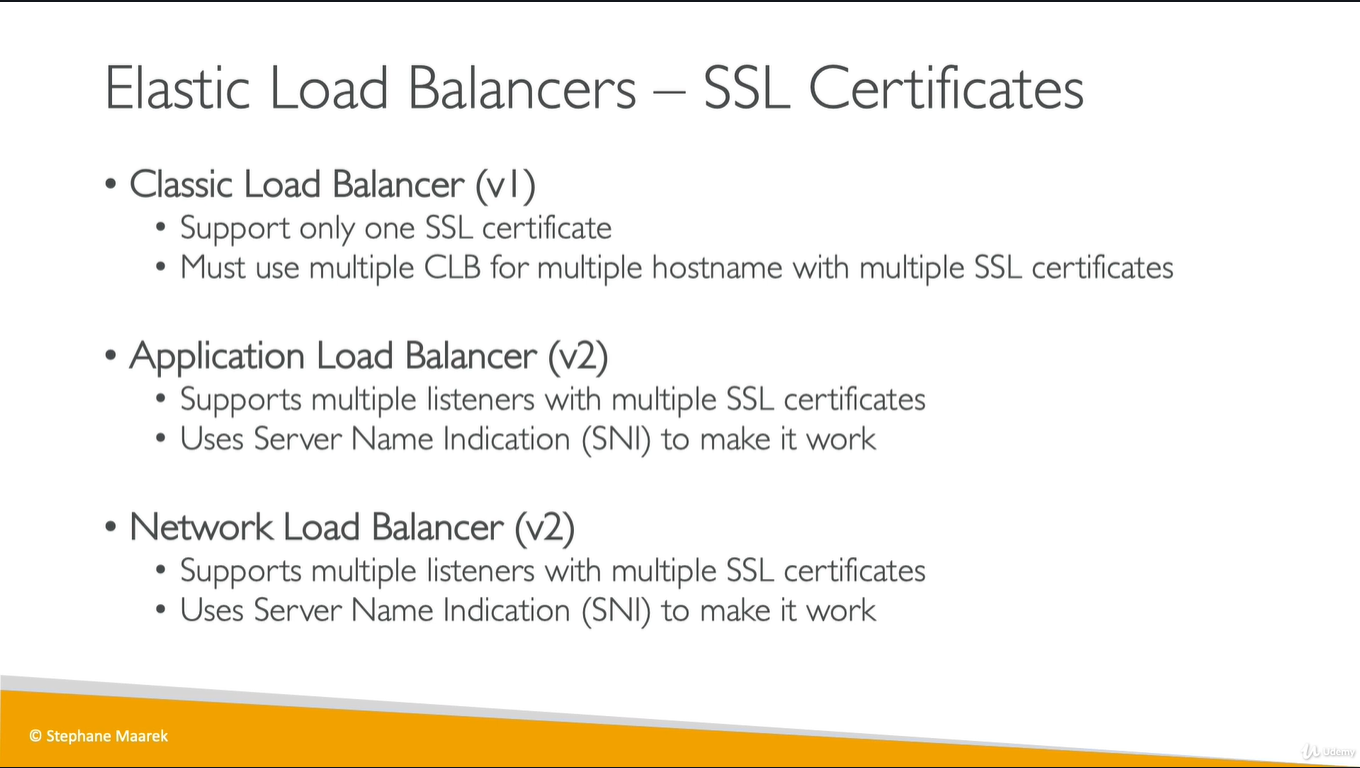 Elastic Load Balancers – SSL Certificates
• Classic Load Balancer (v1)
• Support only one SSL certificate
• Must use multiple CLB for multiple hostname with multiple SSL certificates
• Application Load Balancer (v2)
• Supports multiple listeners with multiple SSL certificates
• Uses Server Name Indication (SNI) to make it work
• Network Load Balancer (v2)
• Supports multiple listeners with multiple SSL certificates
• Uses Server Name Indication (SNI) to make it work
© Stephane Maarek
Udemy